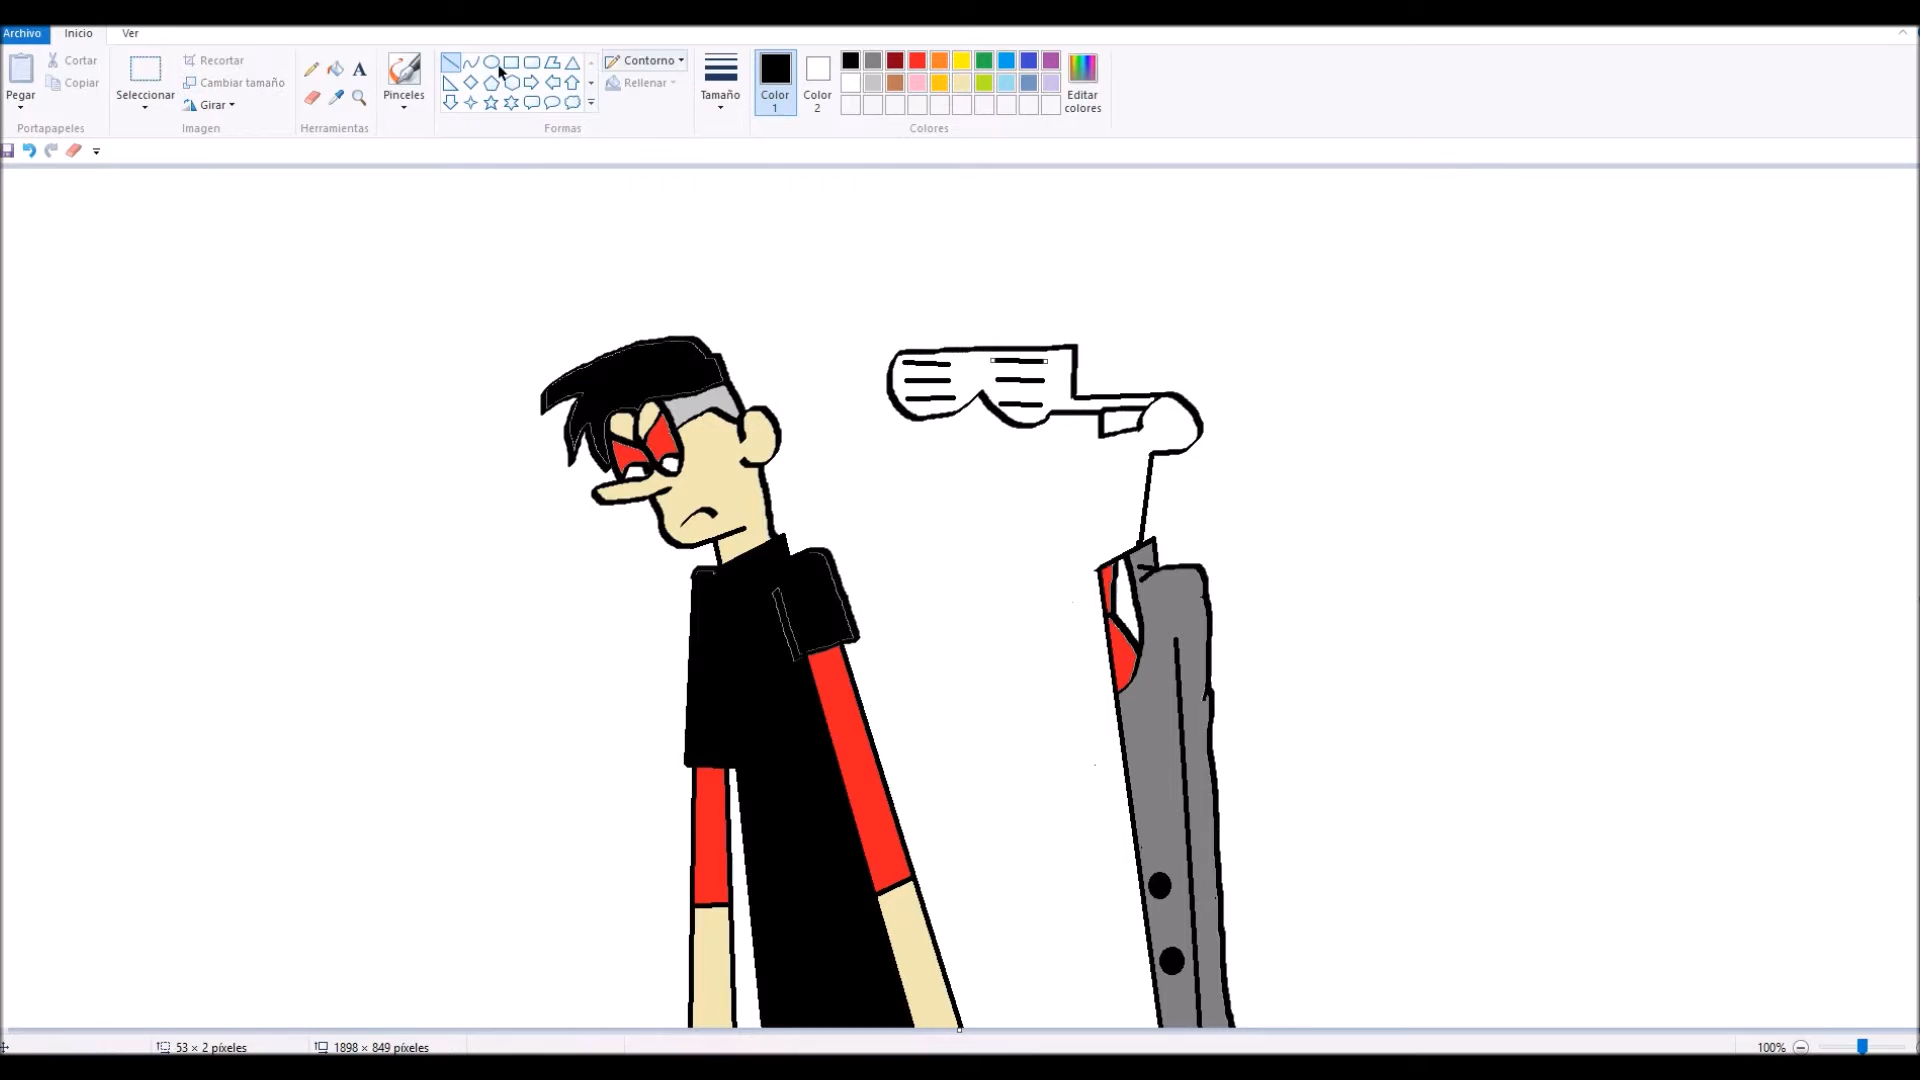 Archivo Inicio Ver
Pegar
Cortar
Copiar
Portapapeles
Seleccionar
Recortar
Cambiar tamaño
Girar
Imagen
A
Herramientas
Pinceles
Formas
Contorno
Rellenar
Tamaño
Color
1
Color
2
Colores
Editar
colores
53 × 2 píxeles
1898 × 849 píxeles
100%